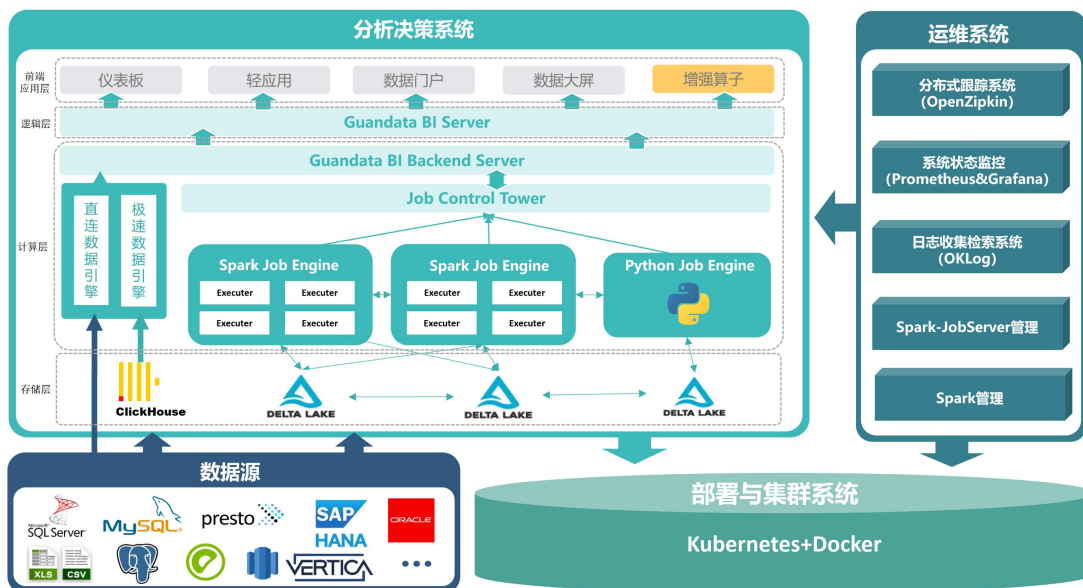 分析决策系统
前端
应用层
仪表板
轻应用
数据门户
数据大屏
增强算子
逻辑层
Guandata BI Server
计算层
Guandata BI Backend Server
Job Control Tower
直连数据引擎
极速数据引擎
Spark Job Engine
Executer
Executer
Executer
Executer
Spark Job Engine
Executer
Executer
Executer
Executer
Python Job Engine
存储层
ClickHouse
DELTA LAKE
DELTA LAKE
DELTA LAKE
运维系统
分布式跟踪系统
(OpenZipkin)
系统状态监控
(Prometheus&Grafana)
日志收集检索系统
(OKLog)
Spark-JobServer管理
Spark管理
数据源
Microsoft
SQL Server
MySQL
presto
SAP
HANA
ORACLE
XLS
CSV
VERTICA
部署与集群系统
Kubernetes+Docker